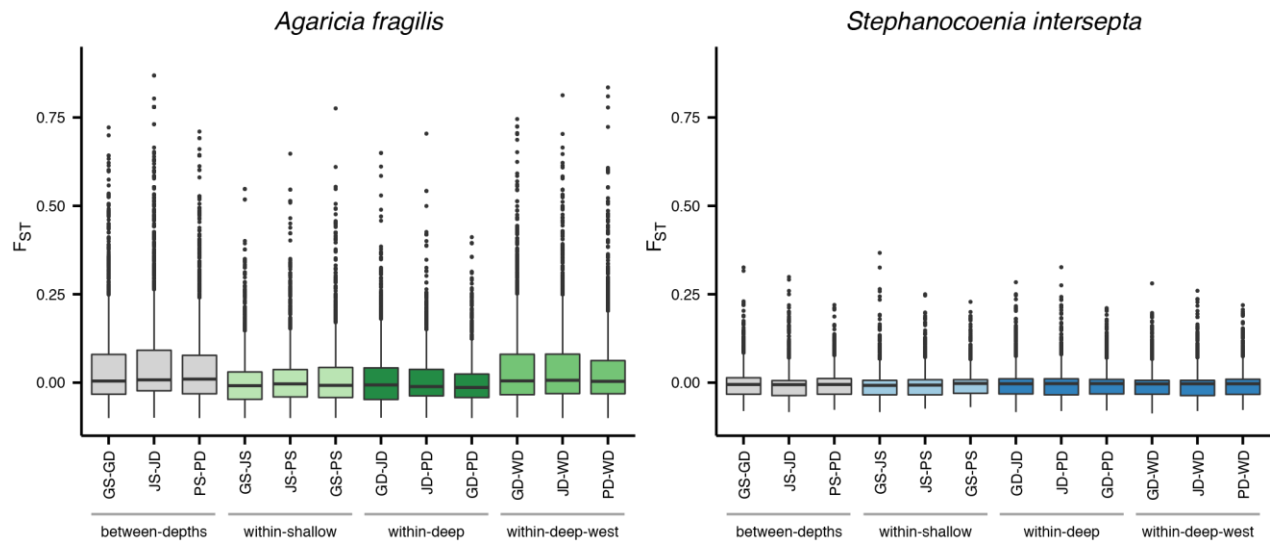 Agaricia fragilis
Stephanocoenia intersepta
0.75
0.50
0.25
0.00
FST
GS-GD
JS-JD
PS-PD
GS-JS
JS-PS
GS-PS
GD-JD
JD-PD
GD-PD
GD-WD
JD-WD
PD-WD
between-depths
within-shallow
within-deep
within-deep-west
0.75
0.50
0.25
0.00
FST
GS-GD
JS-JD
PS-PD
GS-JS
JS-PS
GS-PS
GD-JD
JD-PD
GD-PD
GD-WD
JD-WD
PD-WD
between-depths
within-shallow
within-deep
within-deep-west